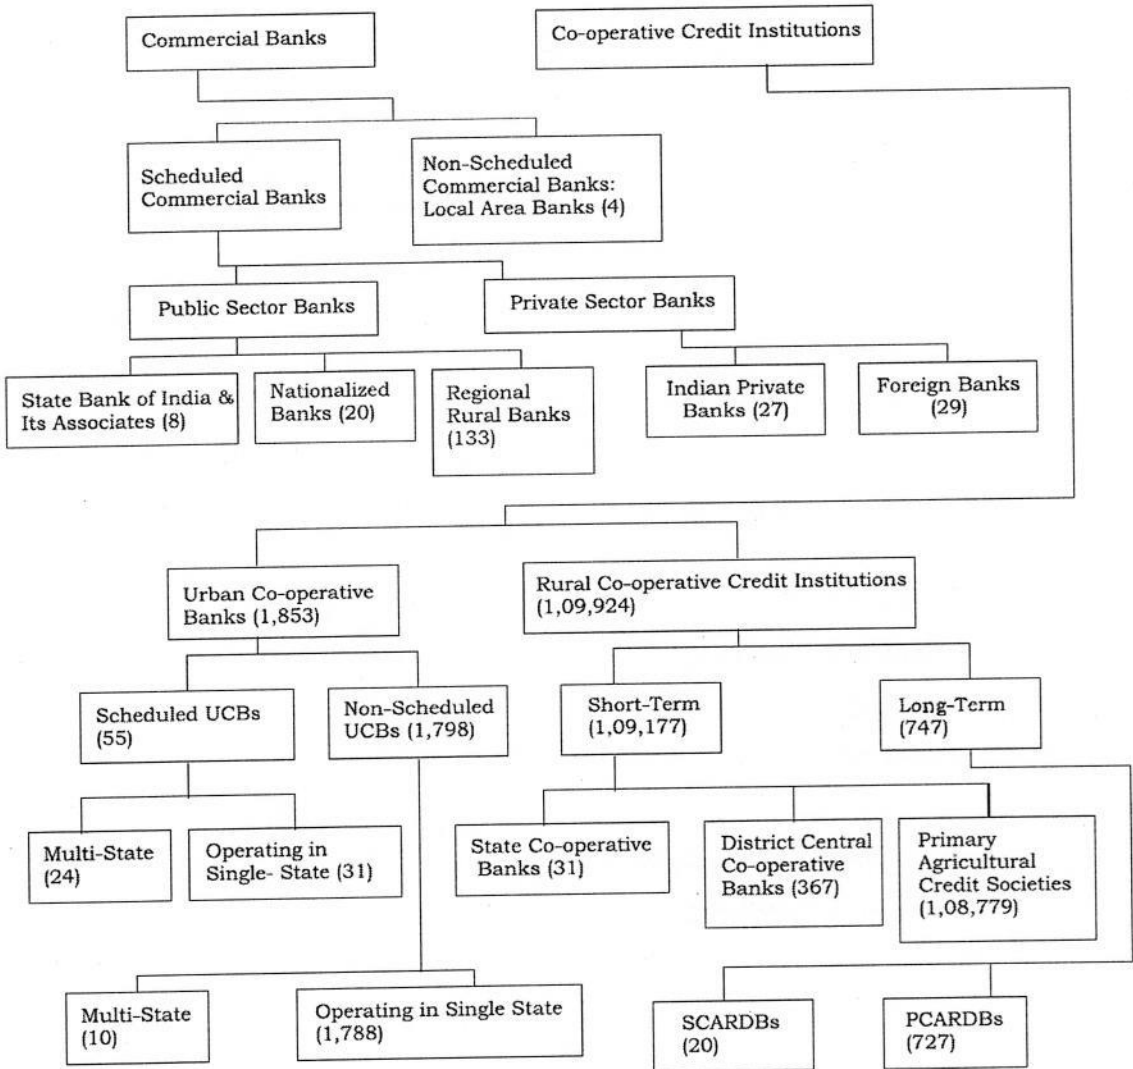 Commercial Banks
Co-operative Credit Institutions
Scheduled
Commercial Banks
Non-Scheduled
Commercial Banks:
Local Area Banks (4)
Public Sector Banks
Private Sector Banks
State Bank of India &
Its Associates (8)
Nationalized
Banks (20)
Regional
Rural Banks
(133)
Indian Private
Banks (27)
Foreign Banks
(29)
Urban Co-operative
Banks (1,853)
Rural Co-operative Credit Institutions
(1,09,924)
Scheduled UCBs
(55)
Non-Scheduled
UCBs (1,798)
Short-Term
(1,09,177)
Long-Term
(747)
Multi-State
(24)
Operating in
Single- State (31)
State Co-operative
Banks (31)
District Central
Co-operative
Banks (367)
Primary
Agricultural
Credit Societies
(1,08,779)
Multi-State
(10)
Operating in Single State
(1,788)
SCARDBs
(20)
PCARDBs
(727)